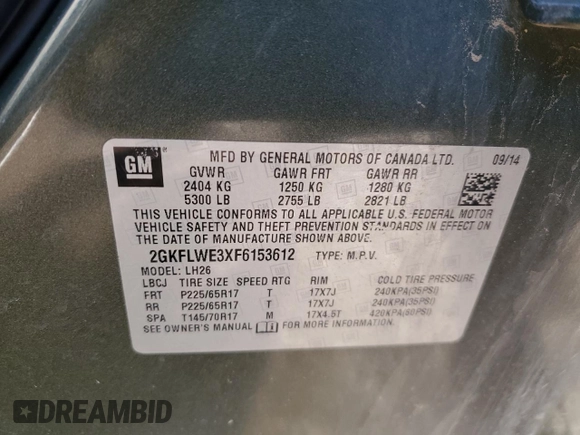 GM
MFD BY GENERAL MOTORS OF CANADA LTD. 09/14
GVWR GAWR FRT GAWR RR
2404 KG 1250 KG 1280 KG
5300 LB 2755 LB 2821 LB
THIS VEHICLE CONFORMS TO ALL APPLICABLE U.S. FEDERAL MOTOR
VEHICLE SAFETY AND THEFT PREVENTION STANDARDS IN EFFECT ON
THE DATE OF MANUFACTURE SHOWN ABOVE.
2GKFLWE3XF6153612 TYPE: M.P.V.
MODEL: LH26
LBCJ TIRE SIZE SPEED RTG RIM COLD TIRE PRESSURE
FRT P225/65R17 T 17X7J 240KPA(35PSI)
RR P225/65R17 T 17X7J 240KPA(35PSI)
SPA T145/70R17 M 17X4.5T 420KPA(60PSI)
SEE OWNER'S MANUAL i FOR MORE INFORMATION.
DREAMBID